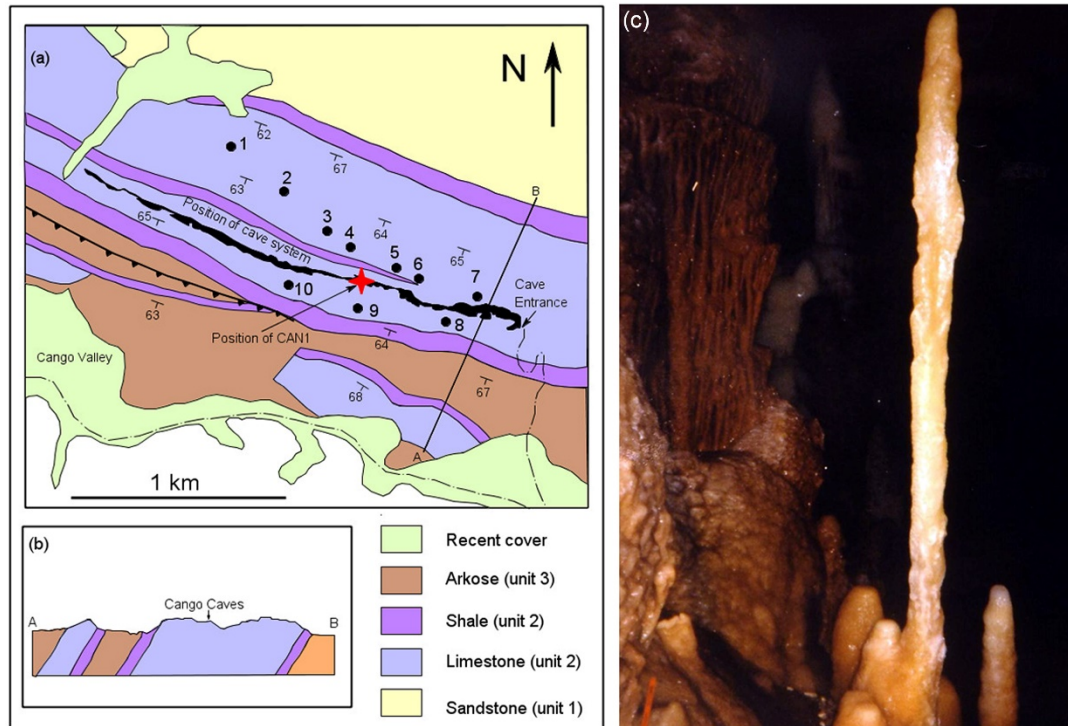 (a)
N
62
67
B
1
63
2
Position of cave system
3
4
64
65
5
6
65
7
Cave
Entrance
10
9
8
63
Position of CAN1
64
Cango Valley
68
67
A
1 km
(b)
Cango Caves
A
B
Recent cover
Arkose (unit 3)
Shale (unit 2)
Limestone (unit 2)
Sandstone (unit 1)
(c)